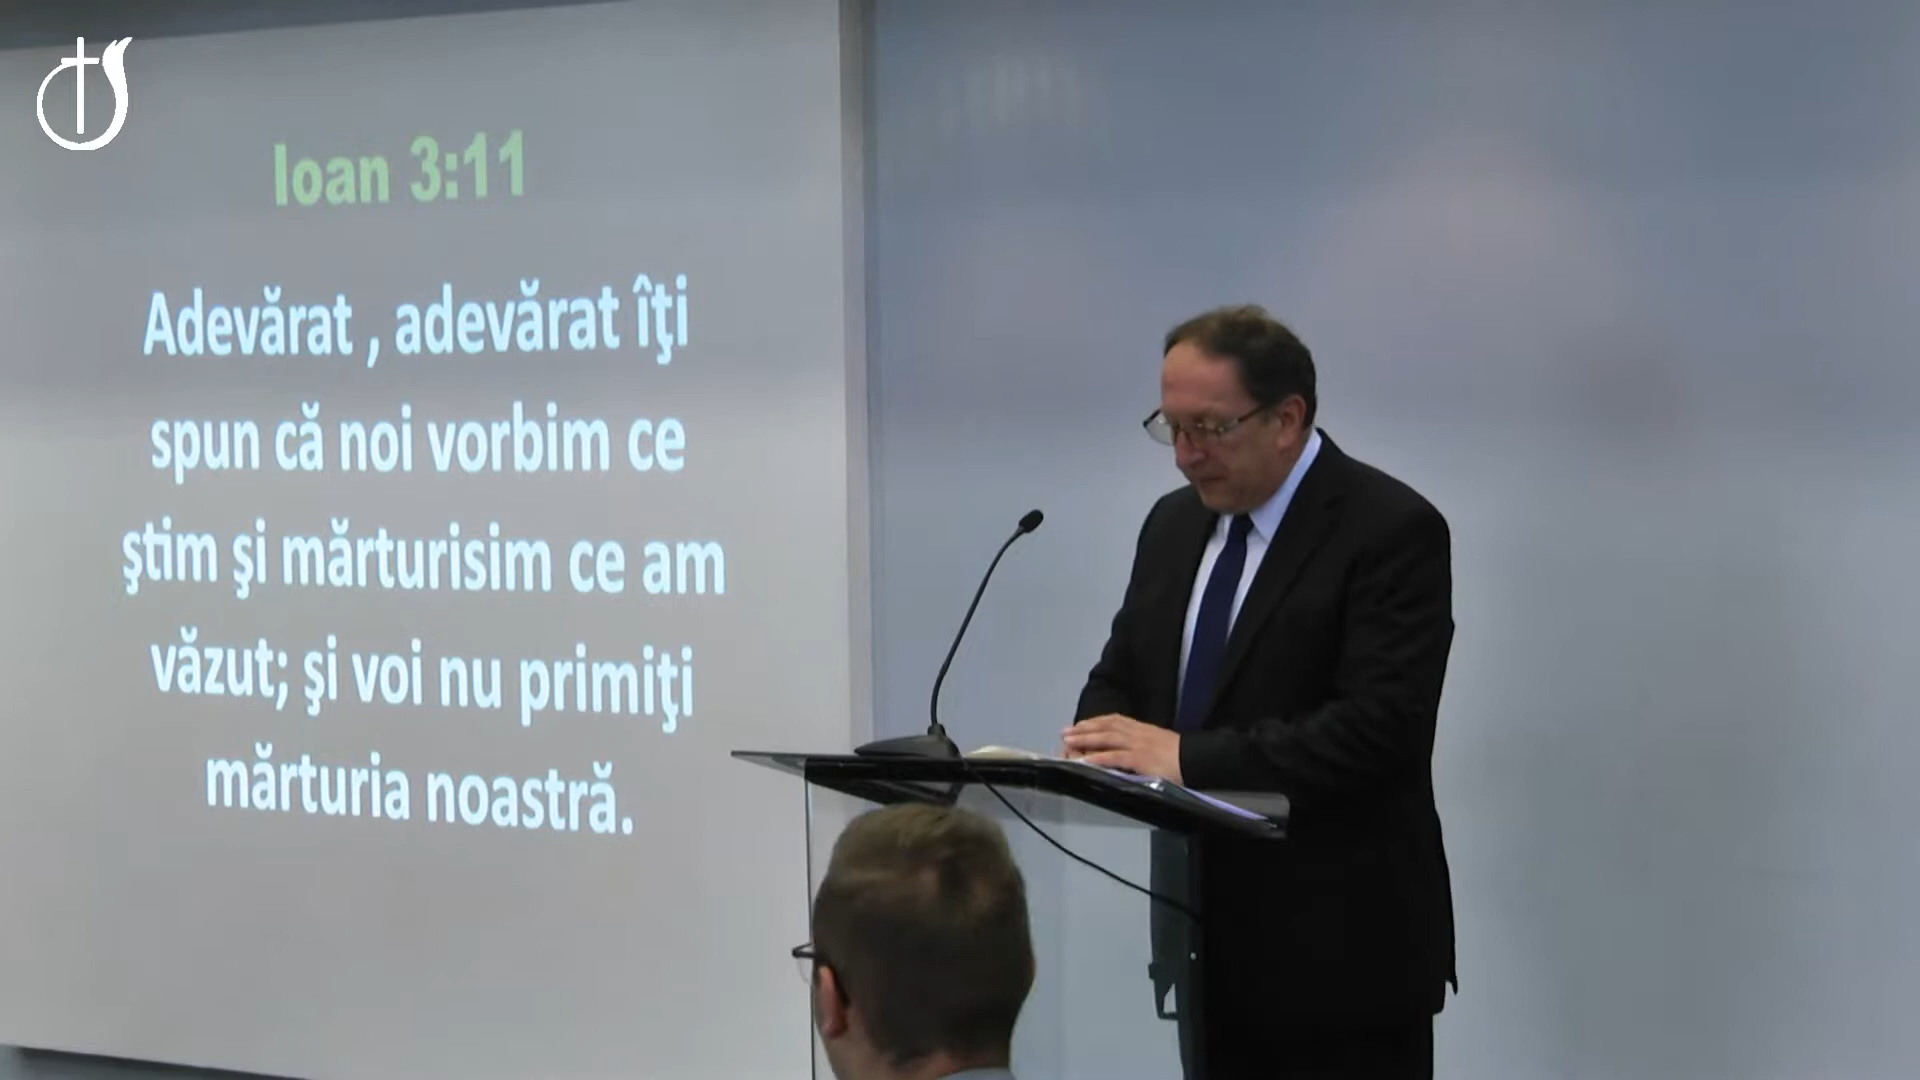 Ioan 3:11
Adevărat , adevărat îţi
spun că noi vorbim ce
ştim şi mărturisim ce am
văzut; şi voi nu primiţi
mărturia noastră.